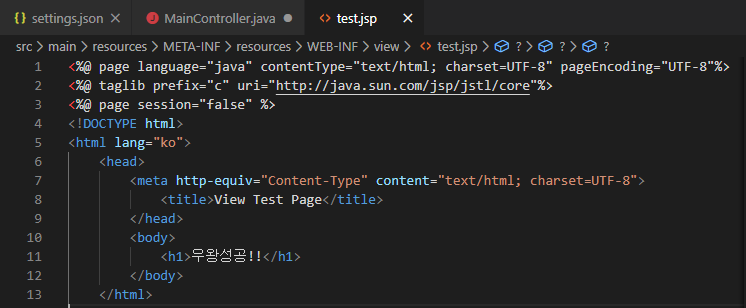 settings.json MainController.java test.jsp
src > main > resources > META-INF > resources > WEB-INF > view > test.jsp > ? > ? > ?
1 <%@ page language="java" contentType="text/html; charset=UTF-8" pageEncoding="UTF-8"%>
2 <%@ taglib prefix="c" uri="http://java.sun.com/jsp/jstl/core"%>
3 <%@ page session="false" %>
4 <!DOCTYPE html>
5 <html lang="ko">
6 <head>
7 <meta http-equiv="Content-Type" content="text/html; charset=UTF-8">
8 <title>View Test Page</title>
9 </head>
10 <body>
11 <h1>우왕성공!!</h1>
12 </body>
13 </html>